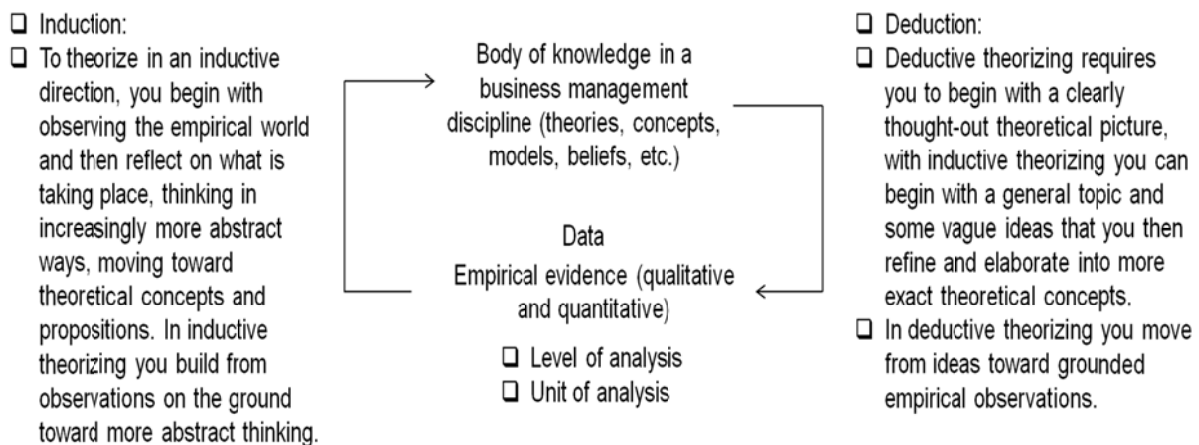 ❑ Induction:
❑ To theorize in an inductive
direction, you begin with
observing the empirical world
and then reflect on what is
taking place, thinking in
increasingly more abstract
ways, moving toward
theoretical concepts and
propositions. In inductive
theorizing you build from
observations on the ground
toward more abstract thinking.
Body of knowledge in a
business management
discipline (theories, concepts,
models, beliefs, etc.)
Data
Empirical evidence (qualitative
and quantitative)
❑ Level of analysis
❑ Unit of analysis
❑ Deduction:
❑ Deductive theorizing requires
you to begin with a clearly
thought-out theoretical picture,
with inductive theorizing you can
begin with a general topic and
some vague ideas that you then
refine and elaborate into more
exact theoretical concepts.
❑ In deductive theorizing you move
from ideas toward grounded
empirical observations.